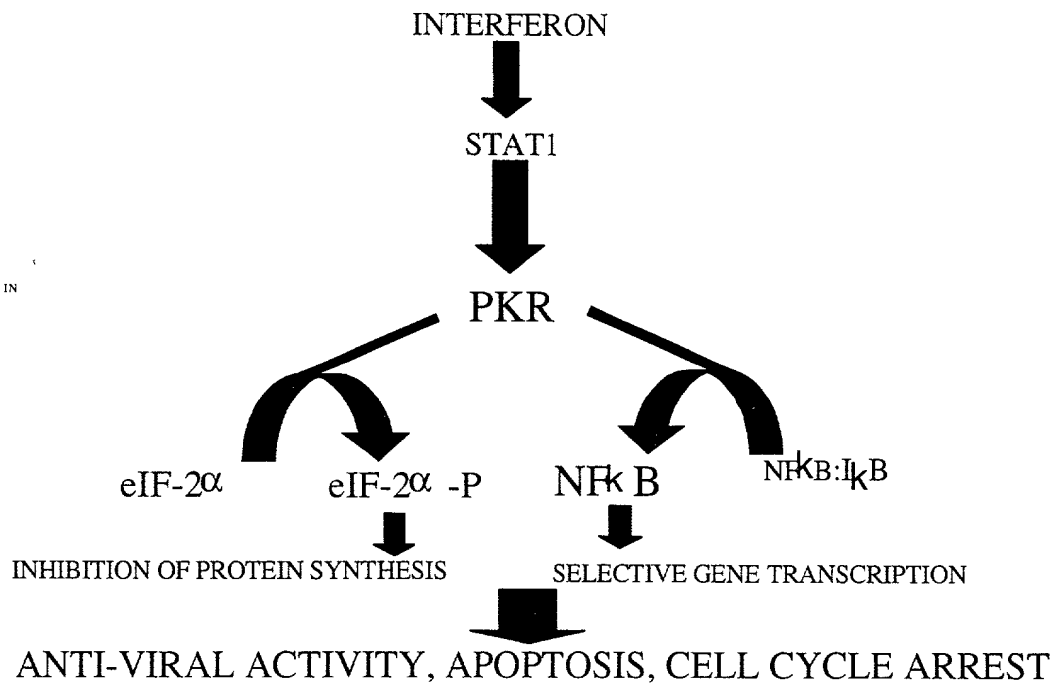 INTERFERON
STAT1
IN
PKR
eIF-2α eIF-2α -P NFκB NFκB:IκB
INHIBITION OF PROTEIN SYNTHESIS SELECTIVE GENE TRANSCRIPTION
ANTI-VIRAL ACTIVITY, APOPTOSIS, CELL CYCLE ARREST